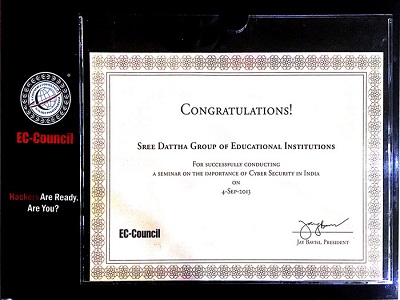 EC-Council
Hackers Are Ready.
Are You?
CONGRATULATIONS!
SREE DATTHA GROUP OF EDUCATIONAL INSTITUTIONS
FOR SUCCESSFULLY CONDUCTING
A SEMINAR ON THE IMPORTANCE OF CYBER SECURITY IN INDIA
ON
4-SEP-2013
EC-Council
JAY BAVISI, PRESIDENT